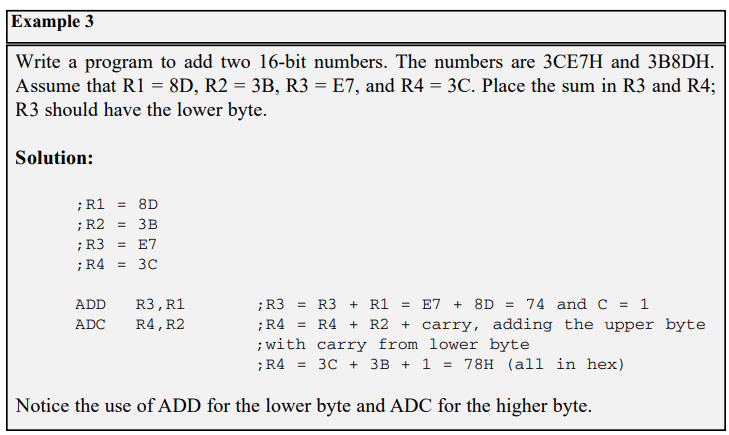 Example 3
Write a program to add two 16-bit numbers. The numbers are 3CE7H and 3B8DH.
Assume that R1 = 8D, R2 = 3B, R3 = E7, and R4 = 3C. Place the sum in R3 and R4;
R3 should have the lower byte.
Solution:
;R1 = 8D
;R2 = 3B
;R3 = E7
;R4 = 3C
ADD R3,R1 ;R3 = R3 + R1 = E7 + 8D = 74 and C = 1
ADC R4,R2 ;R4 = R4 + R2 + carry, adding the upper byte
;with carry from lower byte
;R4 = 3C + 3B + 1 = 78H (all in hex)
Notice the use of ADD for the lower byte and ADC for the higher byte.